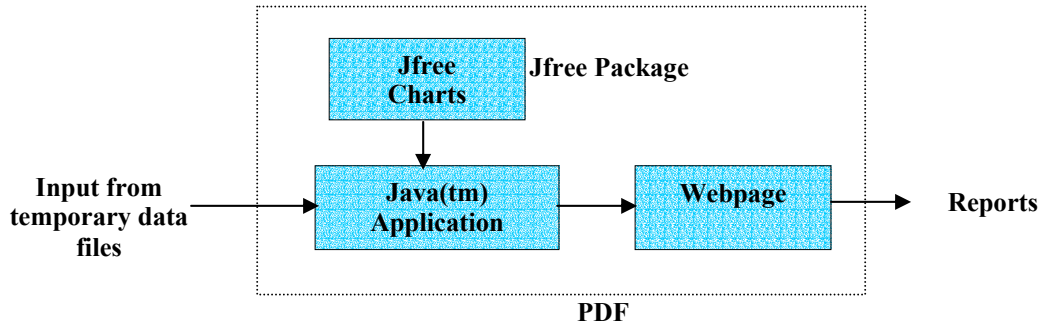 Jfree
Charts
Jfree Package
Input from
temporary data
files
Java(tm)
Application
Webpage
Reports
PDF